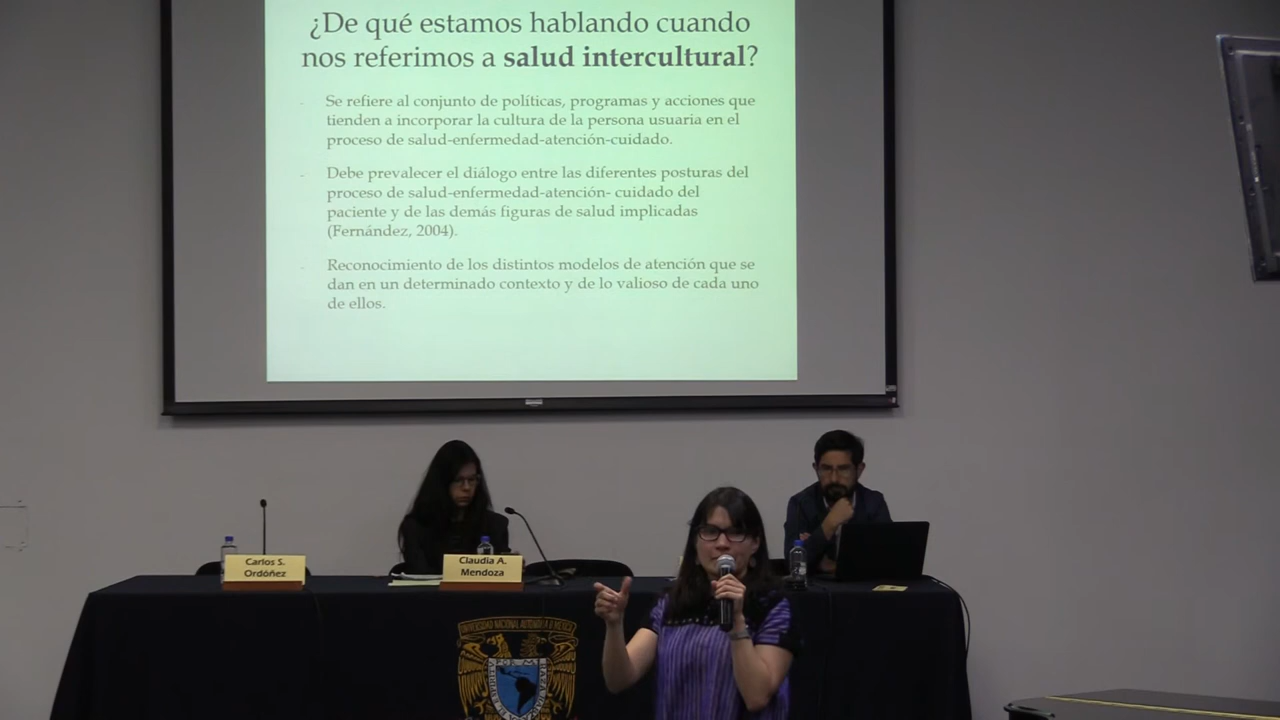 ¿De qué estamos hablando cuando
nos referimos a salud intercultural?
- Se refiere al conjunto de políticas, programas y acciones que
tienden a incorporar la cultura de la persona usuaria en el
proceso de salud-enfermedad-atención-cuidado.
- Debe prevalecer el diálogo entre las diferentes posturas del
proceso de salud-enfermedad-atención- cuidado del
paciente y de las demás figuras de salud implicadas
(Fernández, 2004).
- Reconocimiento de los distintos modelos de atención que se
dan en un determinado contexto y de lo valioso de cada uno
de ellos.
Carlos S.
Ordóñez
Claudia A.
Mendoza
UNIVERSIDAD NACIONAL AUTONOMA D MEXICO